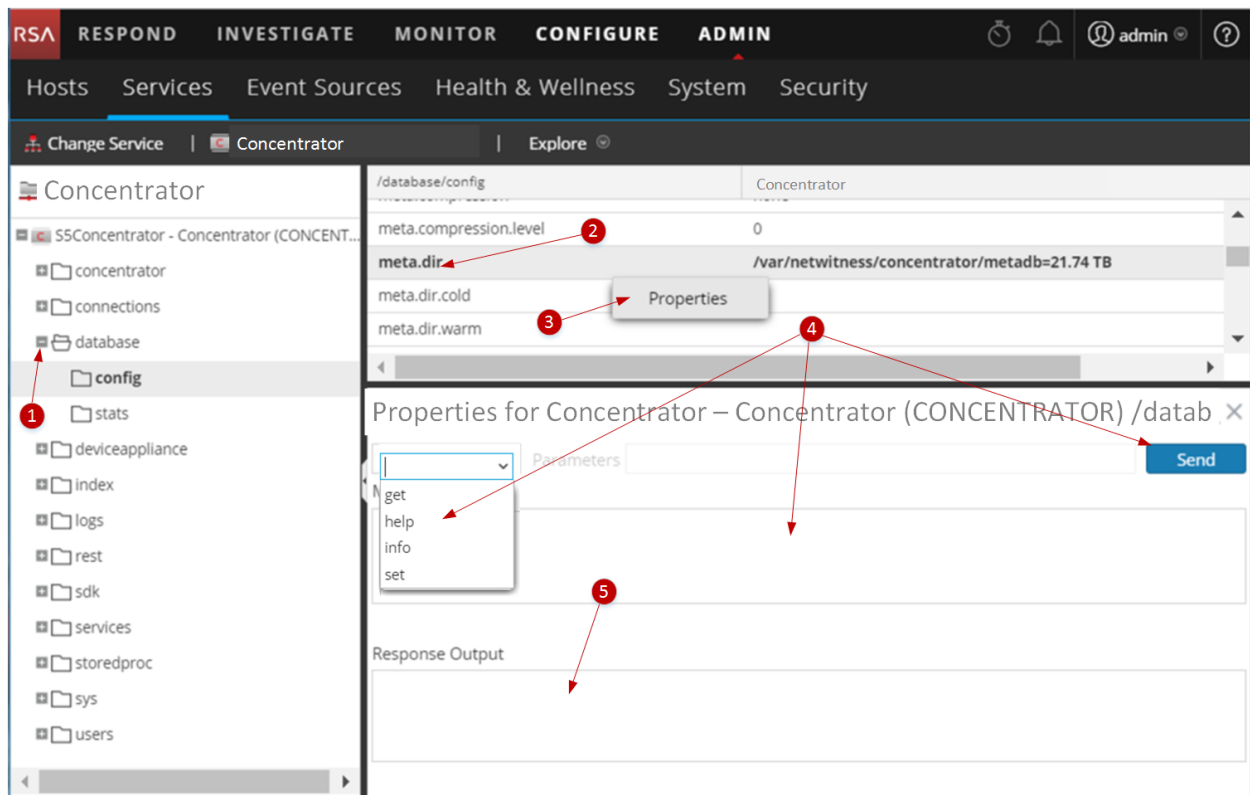 RSA RESPOND INVESTIGATE MONITOR CONFIGURE ADMIN admin ?
Hosts Services Event Sources Health & Wellness System Security
Change Service | C Concentrator | Explore
Concentrator
S5Concentrator - Concentrator (CONCENT...
concentrator
connections
database
config
1
stats
deviceappliance
index
logs
rest
sdk
services
storedproc
sys
users
/database/config Concentrator
meta.compression.level 2 0
meta.dir /var/netwitness/concentrator/metadb=21.74 TB
meta.dir.cold
3 Properties
meta.dir.warm 4
Properties for Concentrator – Concentrator (CONCENTRATOR) /datab
Parameters Send
get
help
info
set
5
Response Output